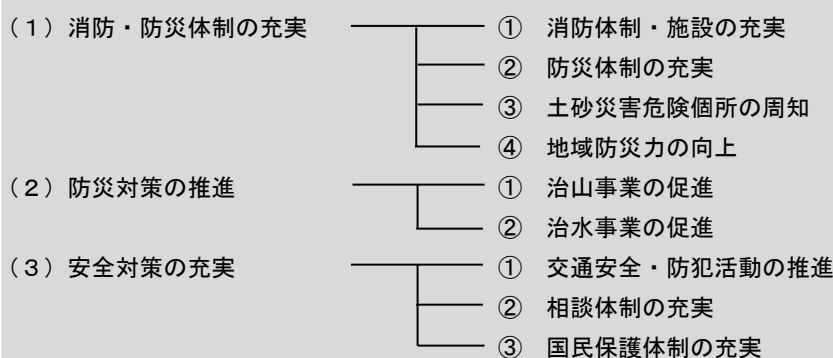 （１）消防・防災体制の充実 ① 消防体制・施設の充実
② 防災体制の充実
③ 土砂災害危険個所の周知
④ 地域防災力の向上
（２）防災対策の推進 ① 治山事業の促進
② 治水事業の促進
（３）安全対策の充実 ① 交通安全・防犯活動の推進
② 相談体制の充実
③ 国民保護体制の充実